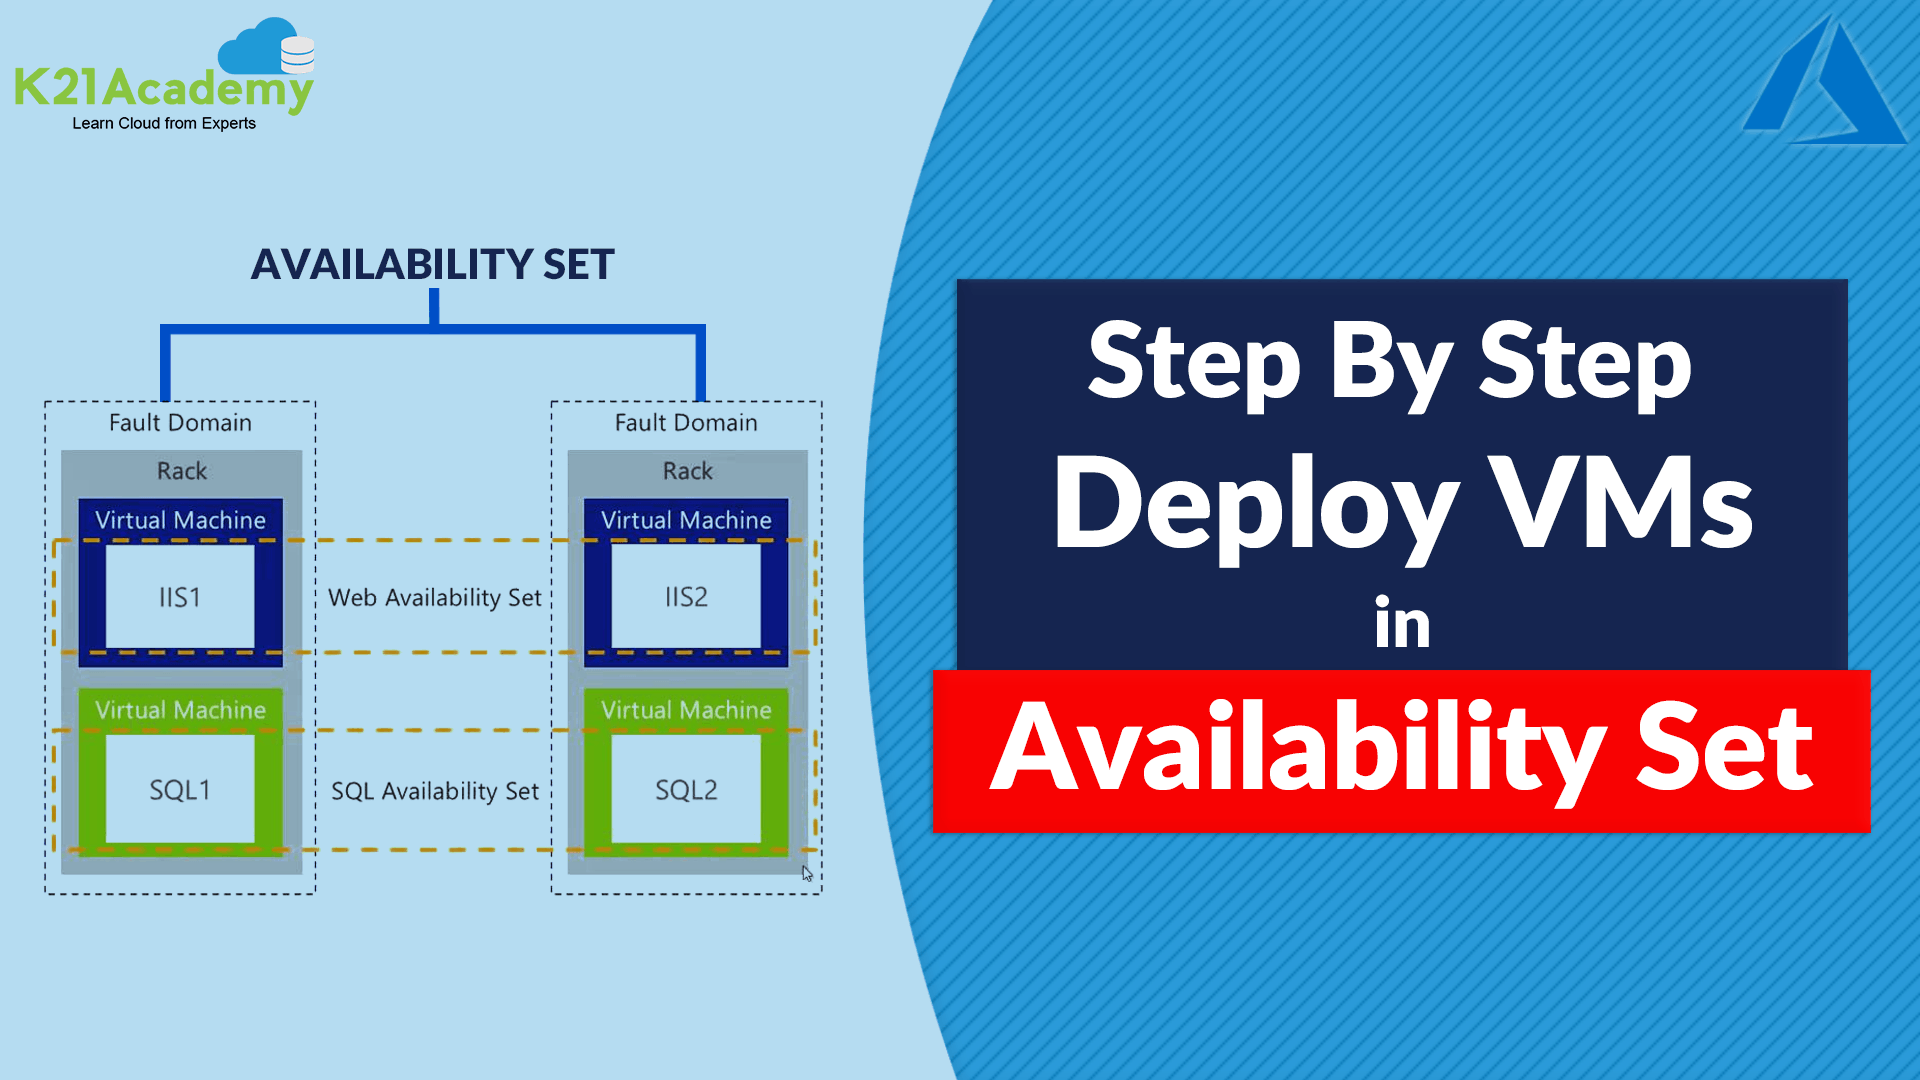 K21Academy
Learn Cloud from Experts
AVAILABILITY SET
Fault Domain
Rack
Virtual Machine
IIS1
Virtual Machine
SQL1
Web Availability Set
SQL Availability Set
Fault Domain
Rack
Virtual Machine
IIS2
Virtual Machine
SQL2
Step By Step
Deploy VMs
in
Availability Set